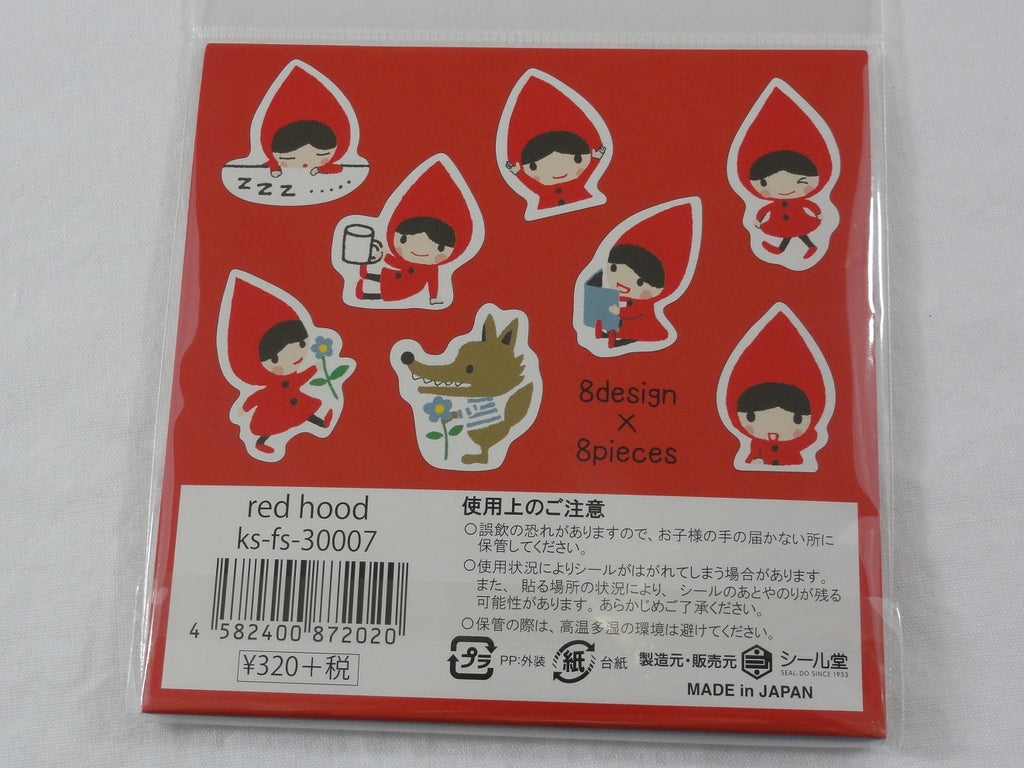 zzz.....
8design
×
8pieces
red hood
ks-fs-30007
4 582400 872020
¥320+税
使用上のご注意
○誤飲の恐れがありますので、お子様の手の届かない所に
保管してください。
○使用状況によりシールがはがれてしまう場合があります。
また、貼る場所の状況により、シールのあとやのりが残る
可能性があります。あらかじめご了承ください。
○保管の際は、高温多湿の環境は避けてください。
プラ PP:外装 紙 台紙 製造元・販売元 シール堂
SEAL-DO SINCE 1933
MADE in JAPAN